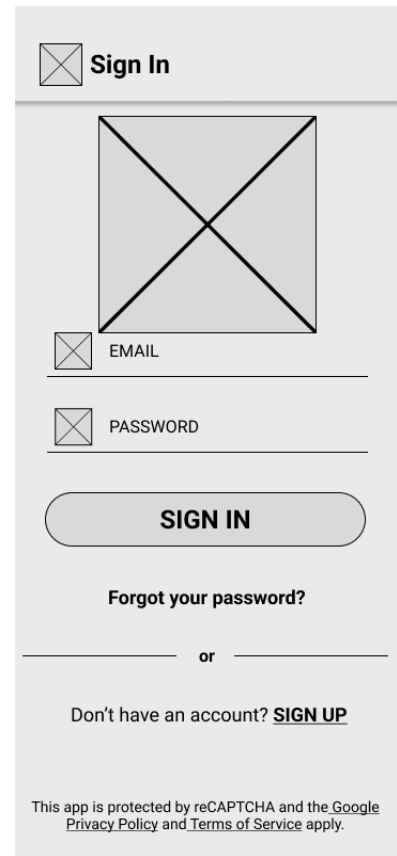 Sign In
EMAIL
PASSWORD
SIGN IN
Forgot your password?
or
Don't have an account? SIGN UP
This app is protected by reCAPTCHA and the Google
Privacy Policy and Terms of Service apply.